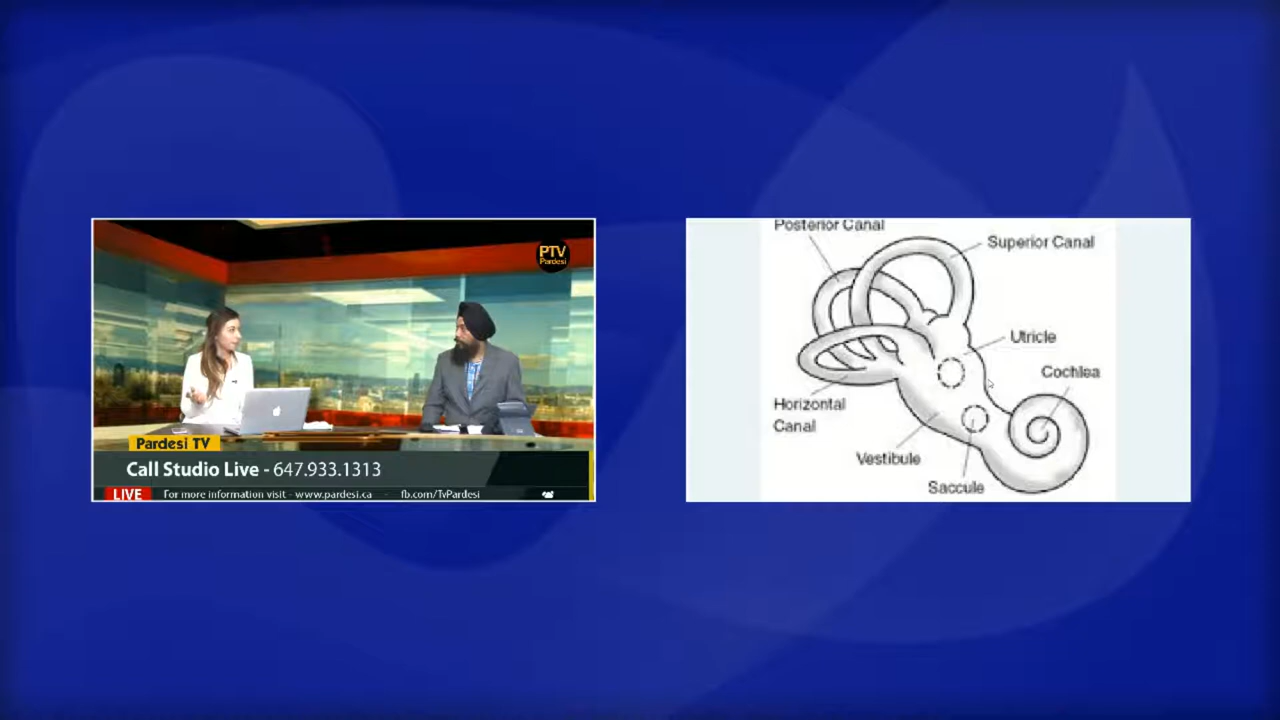 PTV
Pardesi
Pardesi TV
Call Studio Live - 647.933.1313
LIVE For more information visit - www.pardesi.ca - fb.com/TvPardesi
Posterior Canal
Superior Canal
Utricle
Cochlea
Horizontal
Canal
Vestibule
Saccule